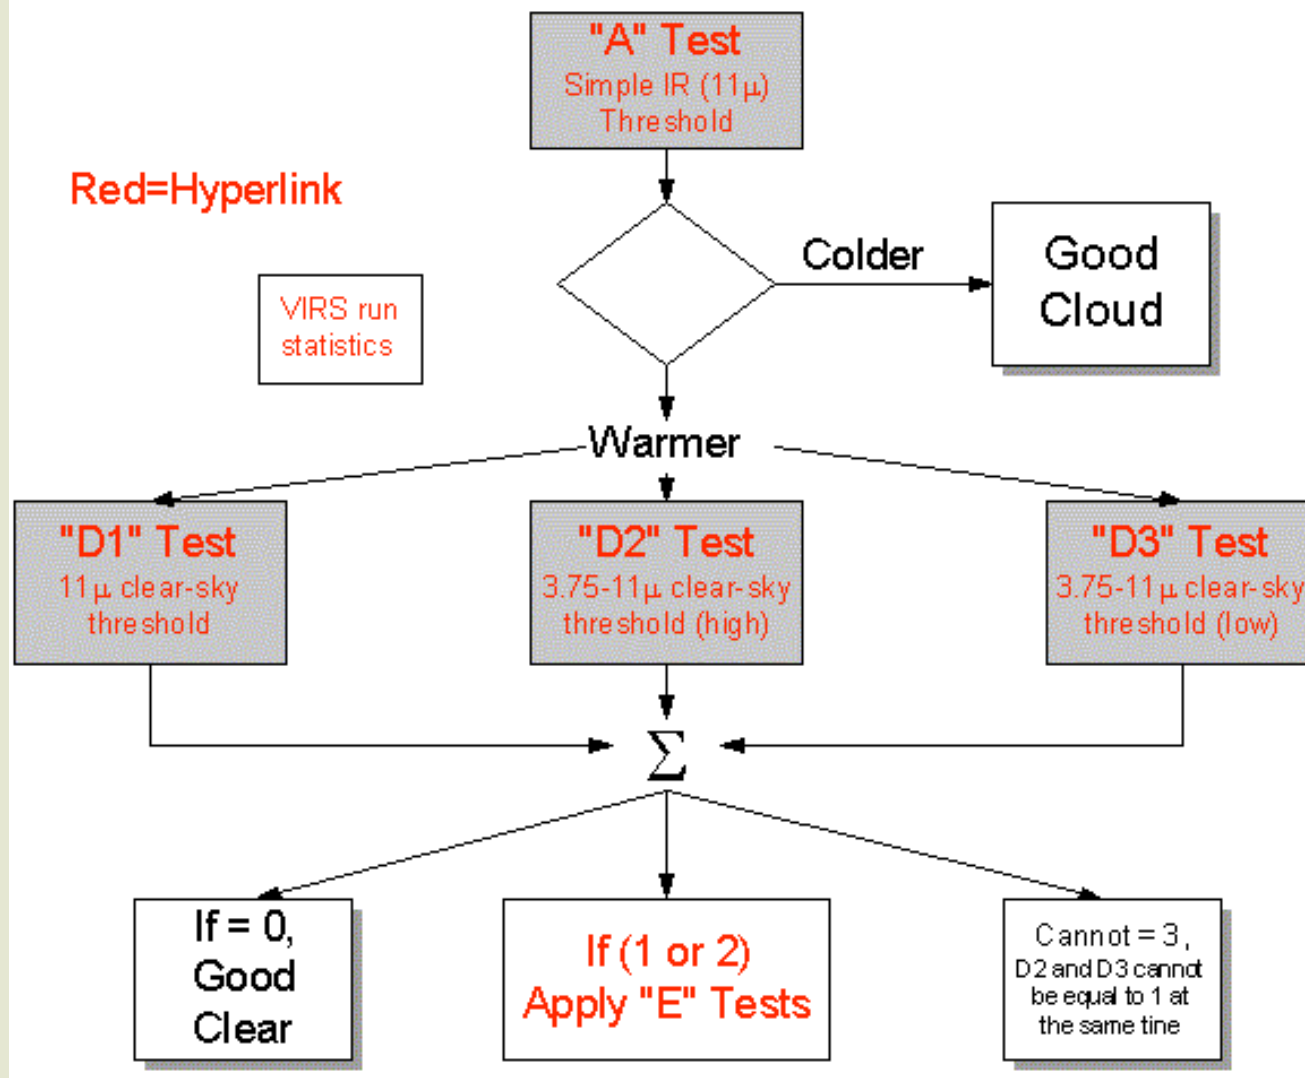 "A" Test
Simple IR (11μ)
Threshold
Red=Hyperlink
Colder
Good
Cloud
VIRS run
statistics
Warmer
"D1" Test
11μ clear-sky
threshold
"D2" Test
3.75-11μ clear-sky
threshold (high)
"D3" Test
3.75-11μ clear-sky
threshold (low)
Σ
If = 0,
Good
Clear
If (1 or 2)
Apply "E" Tests
Cannot = 3,
D2 and D3 cannot
be equal to 1 at
the same tine